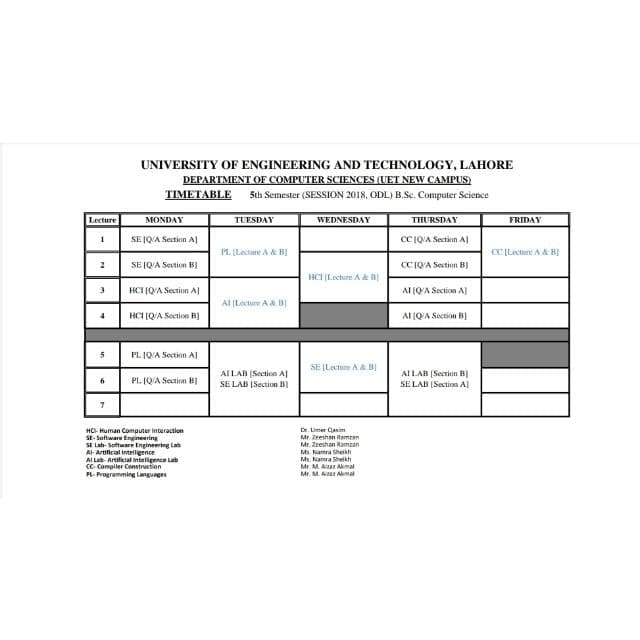 UNIVERSITY OF ENGINEERING AND TECHNOLOGY, LAHORE
DEPARTMENT OF COMPUTER SCIENCES (UET NEW CAMPUS)
TIMETABLE 5th Semester (SESSION 2018, ODL) B.Sc. Computer Science
Lecture MONDAY TUESDAY WEDNESDAY THURSDAY FRIDAY
1 SE [Q/A Section A] CC [Q/A Section A]
PL [Lecture A & B] CC [Lecture A & B]
2 SE [Q/A Section B] CC [Q/A Section B]
HCI [Lecture A & B]
3 HCI [Q/A Section A] AI [Q/A Section A]
AI [Lecture A & B]
4 HCI [Q/A Section B] AI [Q/A Section B]
5 PL [Q/A Section A]
SE [Lecture A & B]
AI LAB [Section A] AI LAB [Section B]
6 PL [Q/A Section B]
SE LAB [Section B] SE LAB [Section A]
7
HCI- Human Computer Interaction Dr. Umer Qasim
SE- Software Engineering Mr. Zeeshan Ramzan
SE Lab- Software Engineering Lab Mr. Zeeshan Ramzan
AI- Artificial Intelligence Ms. Namra Sheikh
AI Lab- Artificial Intelligence Lab Ms. Namra Sheikh
CC- Compiler Construction Mr. M. Aizaz Akmal
PL- Programming Languages Mr. M. Aizaz Akmal